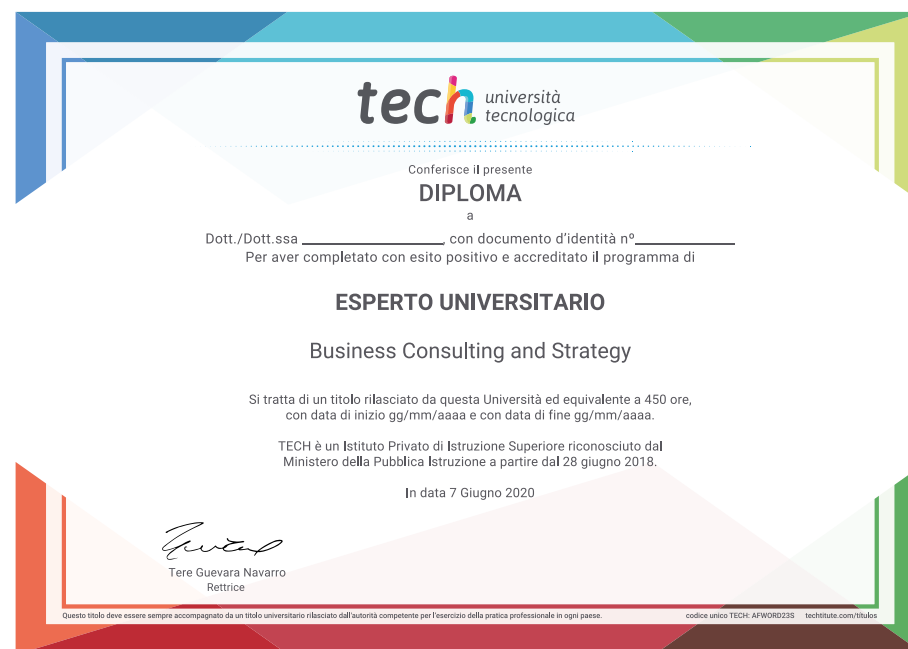 tech università
tecnologica
Conferisce il presente
DIPLOMA
a
Dott./Dott.ssa ____________________, con documento d'identità nº______________
Per aver completato con esito positivo e accreditato il programma di
ESPERTO UNIVERSITARIO
Business Consulting and Strategy
Si tratta di un titolo rilasciato da questa Università ed equivalente a 450 ore,
con data di inizio gg/mm/aaaa e con data di fine gg/mm/aaaa.
TECH è un Istituto Privato di Istruzione Superiore riconosciuto dal
Ministero della Pubblica Istruzione a partire dal 28 giugno 2018.
In data 7 Giugno 2020
Tere Guevara Navarro
Rettrice
Questo titolo deve essere sempre accompagnato da un titolo universitario rilasciato dall'autorità competente per l'esercizio della pratica professionale in ogni paese. codice unico TECH: AFWORD23S techtitute.com/titulos